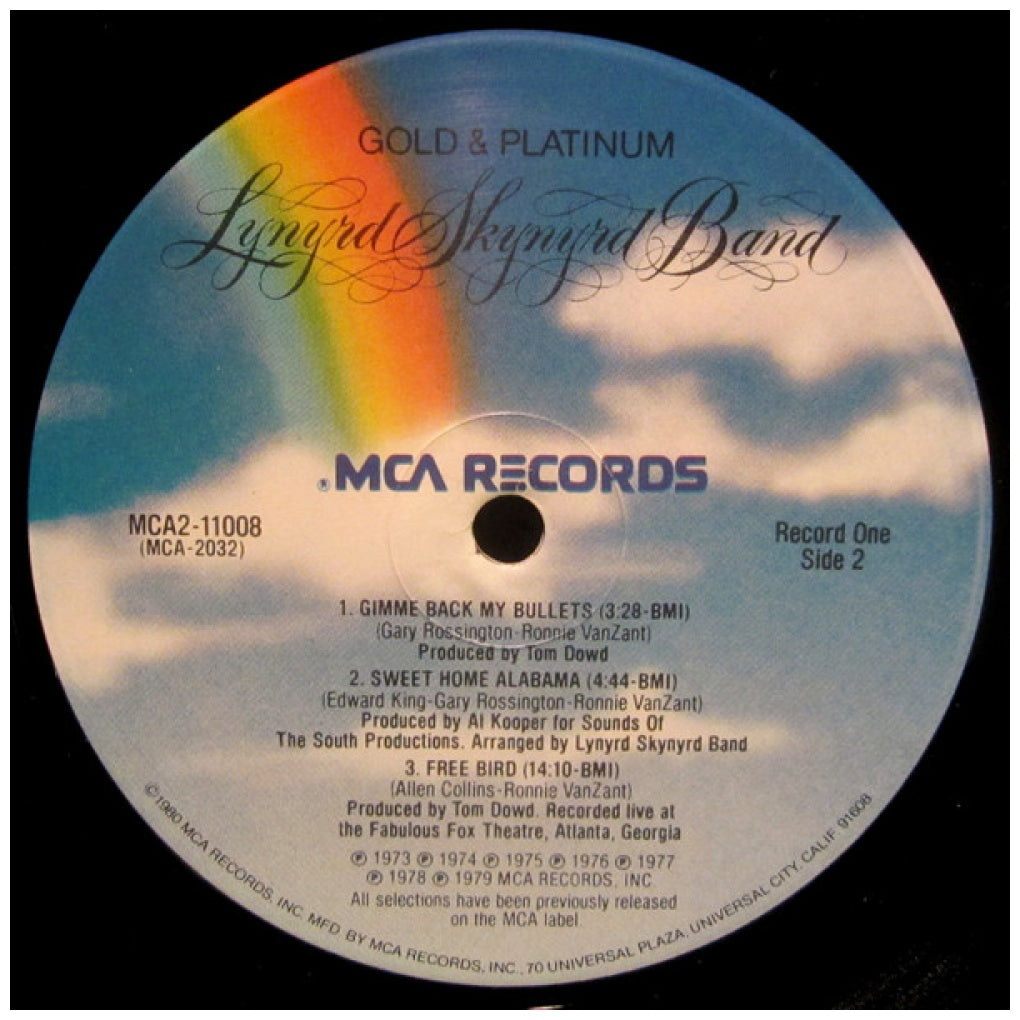 GOLD & PLATINUM
Lynyrd Skynyrd Band
®MCA RECORDS
MCA2-11008
(MCA-2032)
Record One
Side 2
1. GIMME BACK MY BULLETS (3:28-BMI)
(Gary Rossington-Ronnie VanZant)
Produced by Tom Dowd
2. SWEET HOME ALABAMA (4:44-BMI)
(Edward King-Gary Rossington-Ronnie VanZant)
Produced by Al Kooper for Sounds Of
The South Productions. Arranged by Lynyrd Skynyrd Band
3. FREE BIRD (14:10-BMI)
(Allen Collins-Ronnie VanZant)
Produced by Tom Dowd. Recorded live at
the Fabulous Fox Theatre, Atlanta, Georgia
℗ 1973 ℗ 1974 ℗ 1975 ℗ 1976 ℗ 1977
℗ 1978 ℗ 1979 MCA RECORDS, INC
All selections have been previously released
on the MCA label
©1980 MCA RECORDS, INC. MFD. BY MCA RECORDS, INC., 70 UNIVERSAL PLAZA, UNIVERSAL CITY, CALIF. 91608